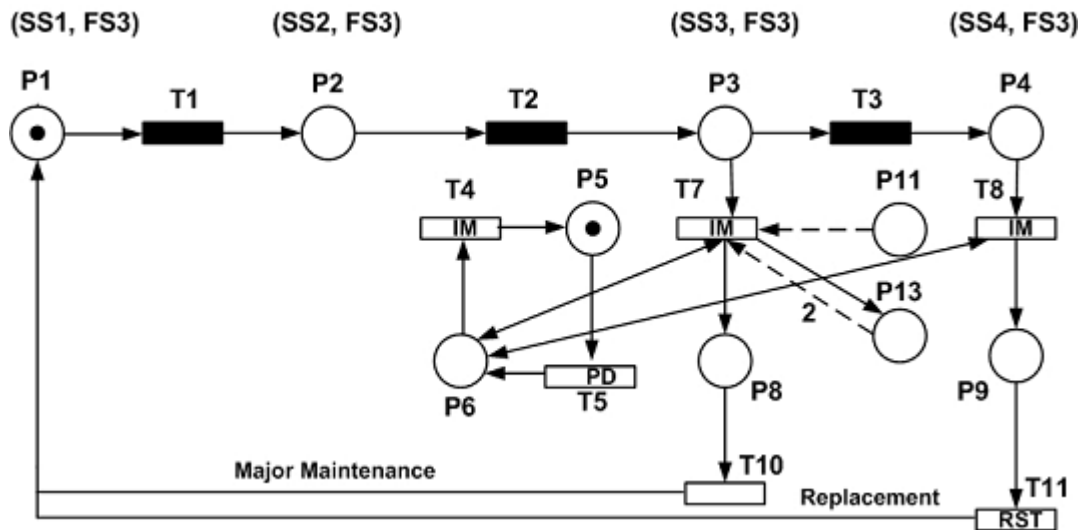 (SS1, FS3) (SS2, FS3) (SS3, FS3) (SS4, FS3)
P1 T1 P2 T2 P3 T3 P4
T4 P5 T7 P11 T8
IM IM IM
P13
2
PD
P6 T5 P8 P9
Major Maintenance T10
Replacement T11
RST